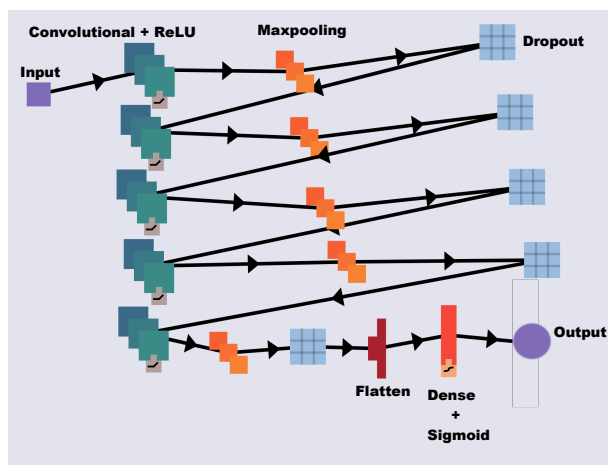 Convolutional + ReLU
Maxpooling
Dropout
Input
Output
Flatten
Dense
+
Sigmoid